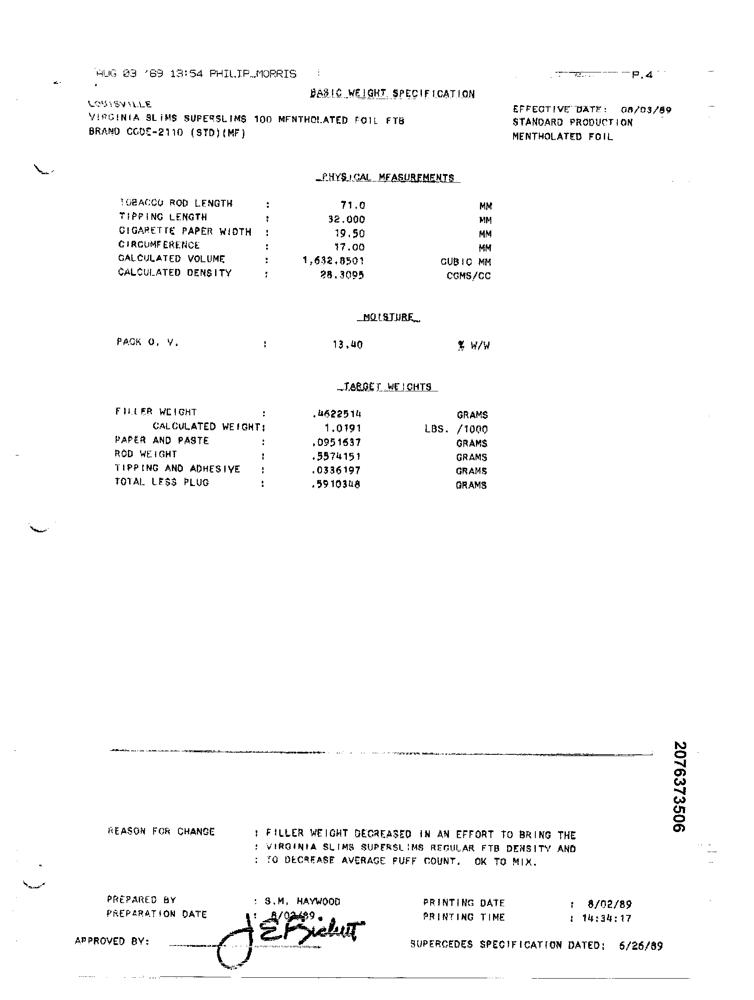 AUG 03 '89 13:54 PHILIP MORRIS P.4
BASIC WEIGHT SPECIFICATION
LOUISVILLE
EFFECTIVE DATE: 08/03/89
VIRGINIA SLIMS SUPERSLIMS 100 MENTHOLATED FOIL FTB
STANDARD PRODUCTION
BRAND CODE-2110 (STD)(MF)
MENTHOLATED FOIL
PHYSICAL MEASUREMENTS
TOBACCO ROD LENGTH : 71.0 MM
TIPPING LENGTH : 32.000 MM
CIGARETTE PAPER WIDTH : 19.50 MM
CIRCUMFERENCE : 17.00 MM
CALCULATED VOLUME : 1,632.8501 CUBIC MM
CALCULATED DENSITY : 28.3095 CGMS/CC
MOISTURE
PACK O. V. : 13.40 % W/W
TARGET WEIGHTS
FILLER WEIGHT : .4622514 GRAMS
CALCULATED WEIGHT: 1.0191 LBS. /1000
PAPER AND PASTE : .0951637 GRAMS
ROD WEIGHT : .5574151 GRAMS
TIPPING AND ADHESIVE : .0336197 GRAMS
TOTAL LESS PLUG : .5910348 GRAMS
2076373506
REASON FOR CHANGE : FILLER WEIGHT DECREASED IN AN EFFORT TO BRING THE
: VIRGINIA SLIMS SUPERSLIMS REGULAR FTB DENSITY AND
: TO DECREASE AVERAGE PUFF COUNT. OK TO MIX.
PREPARED BY : S.M. HAYWOOD PRINTING DATE : 8/02/89
PREPARATION DATE : 8/02/89. PRINTING TIME : 14:34:17
APPROVED BY:
SUPERCEDES SPECIFICATION DATED: 6/26/89